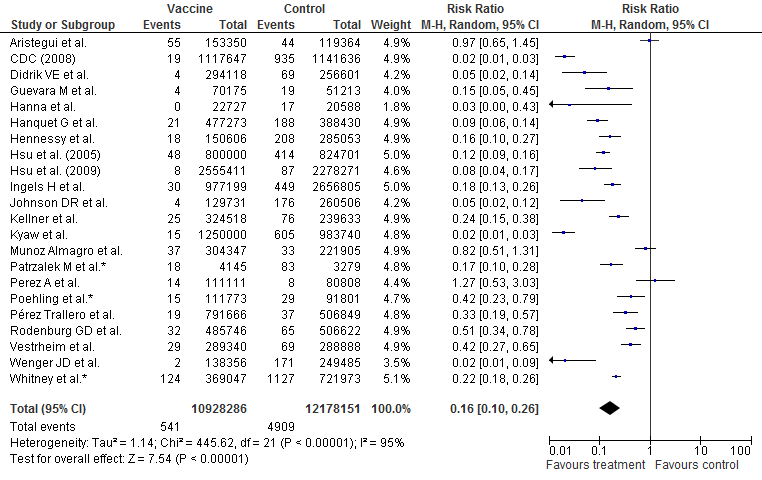 Vaccine Control Risk Ratio Risk Ratio
Study or Subgroup Events Total Events Total Weight M-H, Random, 95% CI M-H, Random, 95% CI
Aristegui et al. 55 153350 44 119364 4.9% 0.97 [0.65, 1.45]
CDC (2008) 19 1117647 935 1141636 4.9% 0.02 [0.01, 0.03]
Didrik VE et al. 4 294118 69 256601 4.2% 0.05 [0.02, 0.14]
Guevara M et al. 4 70175 19 51213 4.0% 0.15 [0.05, 0.45]
Hanna et al. 0 22727 17 20588 1.8% 0.03 [0.00, 0.43]
Hanquet G et al. 21 477273 188 388430 4.9% 0.09 [0.06, 0.14]
Hennessy et al. 18 150606 208 285053 4.9% 0.16 [0.10, 0.27]
Hsu et al. (2005) 48 800000 414 824701 5.0% 0.12 [0.09, 0.16]
Hsu et al. (2009) 8 2555411 87 2278271 4.6% 0.08 [0.04, 0.17]
Ingels H et al. 30 977199 449 2656805 4.9% 0.18 [0.13, 0.26]
Johnson DR et al. 4 129731 176 260506 4.2% 0.05 [0.02, 0.12]
Kellner et al. 25 324518 76 239633 4.9% 0.24 [0.15, 0.38]
Kyaw et al. 15 1250000 605 983740 4.8% 0.02 [0.01, 0.03]
Munoz Almagro et al. 37 304347 33 221905 4.9% 0.82 [0.51, 1.31]
Patrzalek M et al.* 18 4145 83 3279 4.8% 0.17 [0.10, 0.28]
Perez A et al. 14 111111 8 80808 4.4% 1.27 [0.53, 3.03]
Poehling et al.* 15 111773 29 91801 4.7% 0.42 [0.23, 0.79]
Pérez Trallero et al. 19 791666 37 506849 4.8% 0.33 [0.19, 0.57]
Rodenburg GD et al. 32 485746 65 506622 4.9% 0.51 [0.34, 0.78]
Vestrheim et al. 29 289340 69 288888 4.9% 0.42 [0.27, 0.65]
Wenger JD et al. 2 138356 171 249485 3.5% 0.02 [0.01, 0.09]
Whitney et al.* 124 369047 1127 721973 5.1% 0.22 [0.18, 0.26]
Total (95% CI) 10928286 12178151 100.0% 0.16 [0.10, 0.26]
Total events 541 4909
Heterogeneity: Tau² = 1.14; Chi² = 445.62, df = 21 (P < 0.00001); I² = 95%
Test for overall effect: Z = 7.54 (P < 0.00001)
0.01 0.1 1 10 100
Favours treatment Favours control